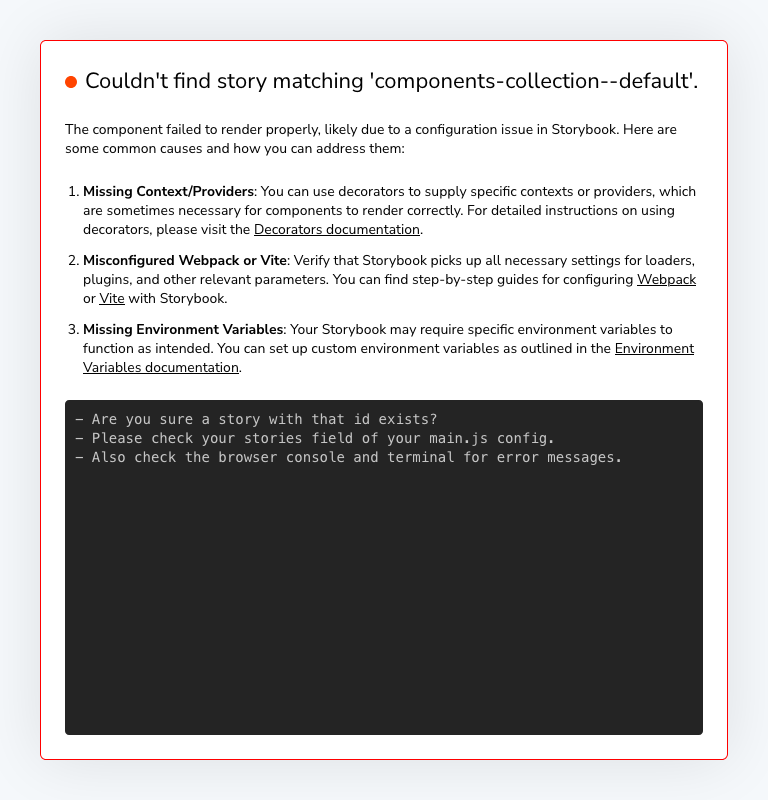 Couldn't find story matching 'components-collection--default'.
The component failed to render properly, likely due to a configuration issue in Storybook. Here are
some common causes and how you can address them:
1. Missing Context/Providers: You can use decorators to supply specific contexts or providers, which
are sometimes necessary for components to render correctly. For detailed instructions on using
decorators, please visit the Decorators documentation.
2. Misconfigured Webpack or Vite: Verify that Storybook picks up all necessary settings for loaders,
plugins, and other relevant parameters. You can find step-by-step guides for configuring Webpack
or Vite with Storybook.
3. Missing Environment Variables: Your Storybook may require specific environment variables to
function as intended. You can set up custom environment variables as outlined in the Environment
Variables documentation.
- Are you sure a story with that id exists?
- Please check your stories field of your main.js config.
- Also check the browser console and terminal for error messages.